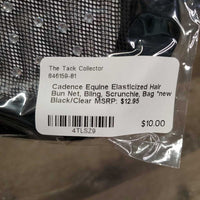 The Tack Collector
846159-81
Cadence Equine Elasticized Hair
Bun Net, Bling, Scrunchie, Bag *new
Black/Clear MSRP: $12.95
4TLSZ9
$10.00